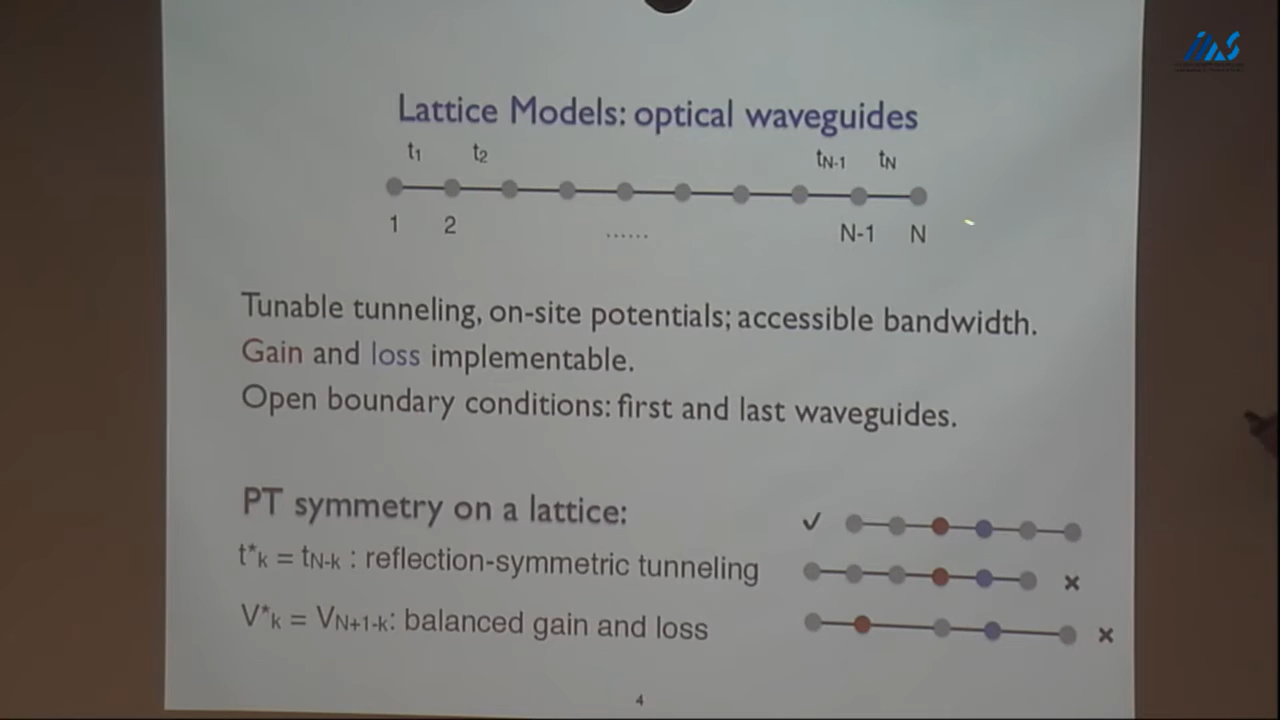 Lattice Models: optical waveguides
t1 t2 tN-1 tN
1 2 ...... N-1 N
Tunable tunneling, on-site potentials; accessible bandwidth.
Gain and loss implementable.
Open boundary conditions: first and last waveguides.
PT symmetry on a lattice:
t*k = tN-k : reflection-symmetric tunneling
V*k = VN+1-k: balanced gain and loss
4